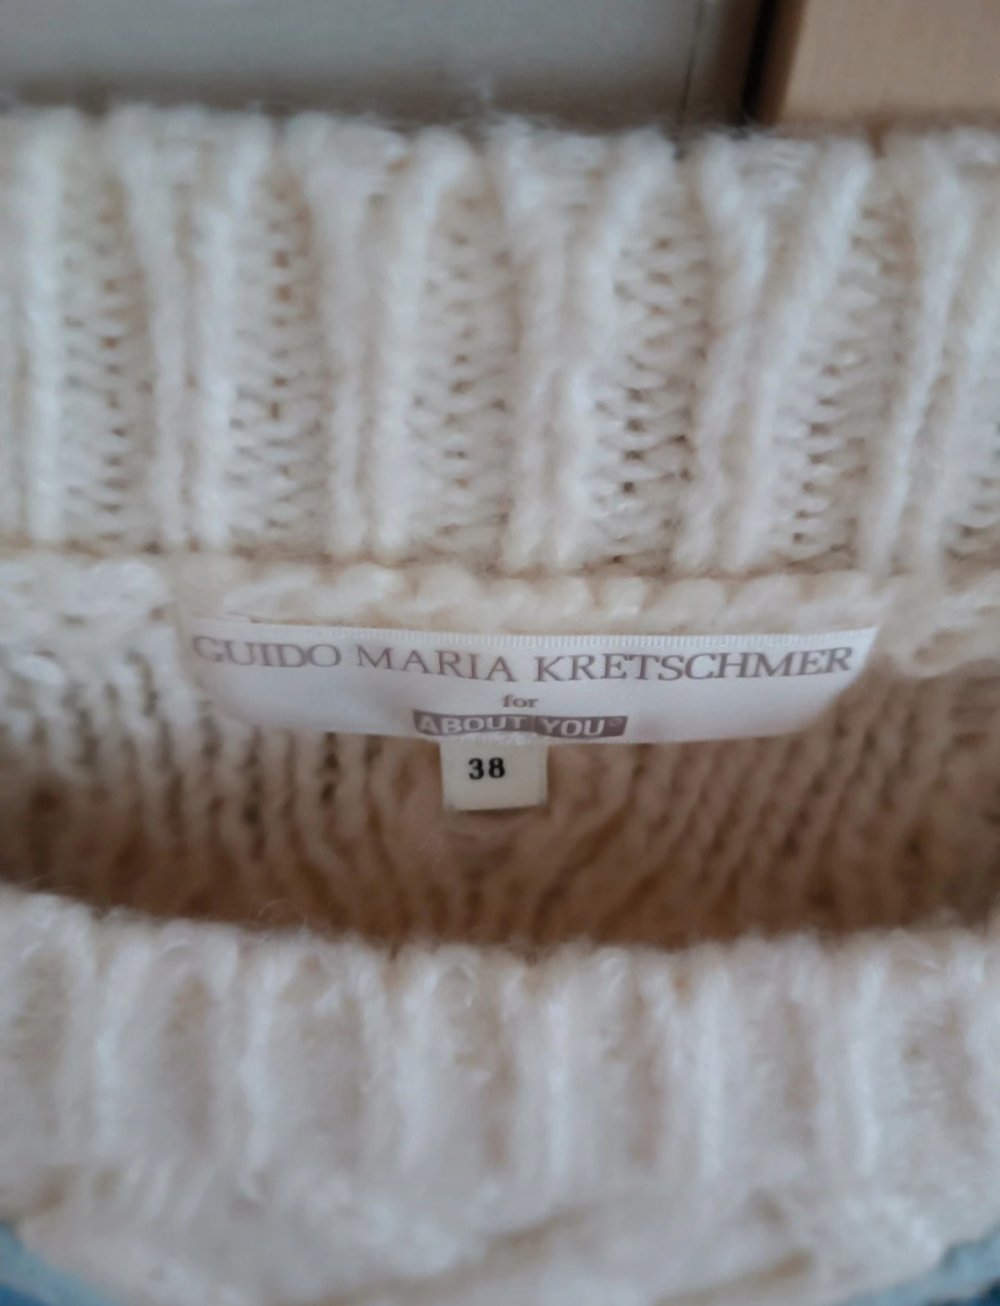 GUIDO MARIA KRETSCHMER
for
ABOUT YOU°
38